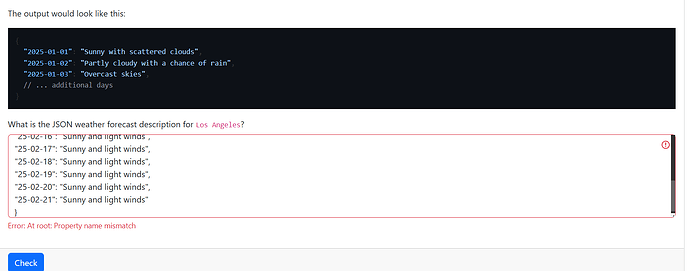 The output would look like this:
{
"2025-01-01": "Sunny with scattered clouds",
"2025-01-02": "Partly cloudy with a chance of rain",
"2025-01-03": "Overcast skies",
// ... additional days
}
What is the JSON weather forecast description for Los Angeles?
"25-02-16": "Sunny and light winds",
"25-02-17": "Sunny and light winds",
"25-02-18": "Sunny and light winds",
"25-02-19": "Sunny and light winds",
"25-02-20": "Sunny and light winds",
"25-02-21": "Sunny and light winds"
}
Error: At root: Property name mismatch
Check